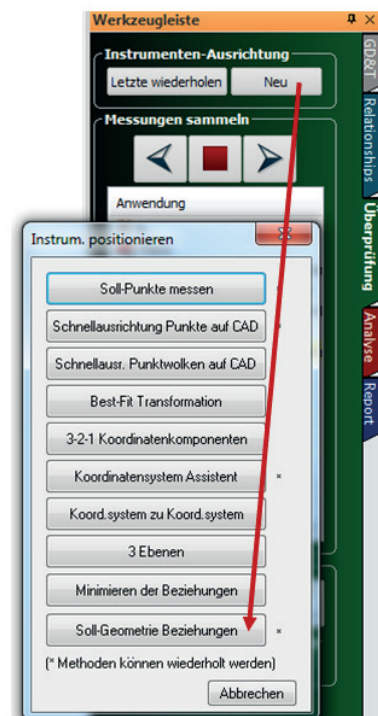 Werkzeugleiste
Instrumenten-Ausrichtung
Letzte wiederholen Neu
Messungen sammeln
Anwendung
Instrum. positionieren
Soll-Punkte messen *
Schnellausrichtung Punkte auf CAD *
Schnellausr. Punktwolken auf CAD
Best-Fit Transformation
3-2-1 Koordinatenkomponenten
Koordinatensystem Assistent *
Koord.system zu Koord.system
3 Ebenen
Minimieren der Beziehungen
Soll-Geometrie Beziehungen *
(* Methoden können wiederholt werden)
Abbrechen
GD&T
Relationships
Überprüfung
Analyse
Report